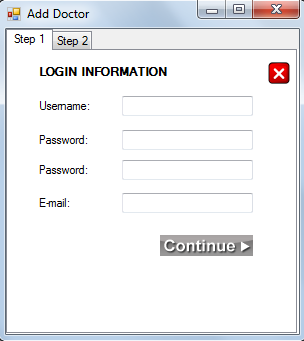 Add Doctor
Step 1 Step 2
LOGIN INFORMATION
Username:
Password:
Password:
E-mail:
Continue